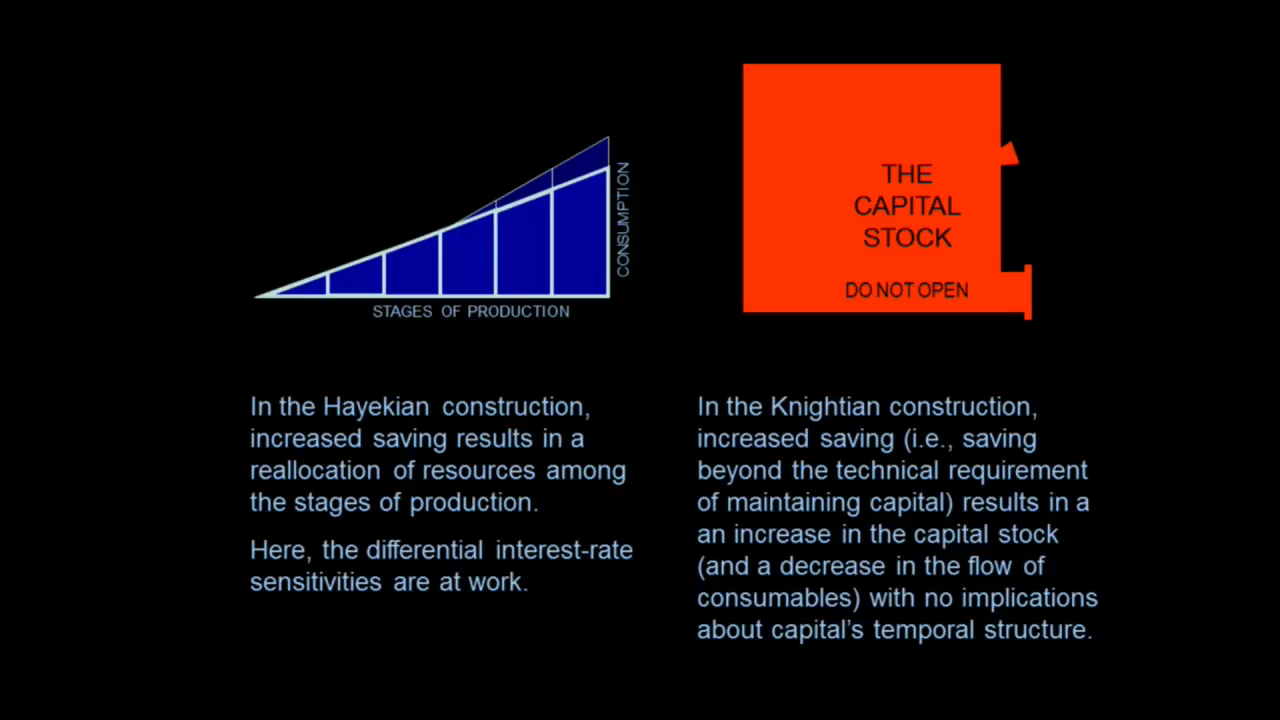 CONSUMPTION
STAGES OF PRODUCTION
THE
CAPITAL
STOCK
DO NOT OPEN
In the Hayekian construction,
increased saving results in a
reallocation of resources among
the stages of production.
Here, the differential interest-rate
sensitivities are at work.
In the Knightian construction,
increased saving (i.e., saving
beyond the technical requirement
of maintaining capital) results in a
an increase in the capital stock
(and a decrease in the flow of
consumables) with no implications
about capital’s temporal structure.